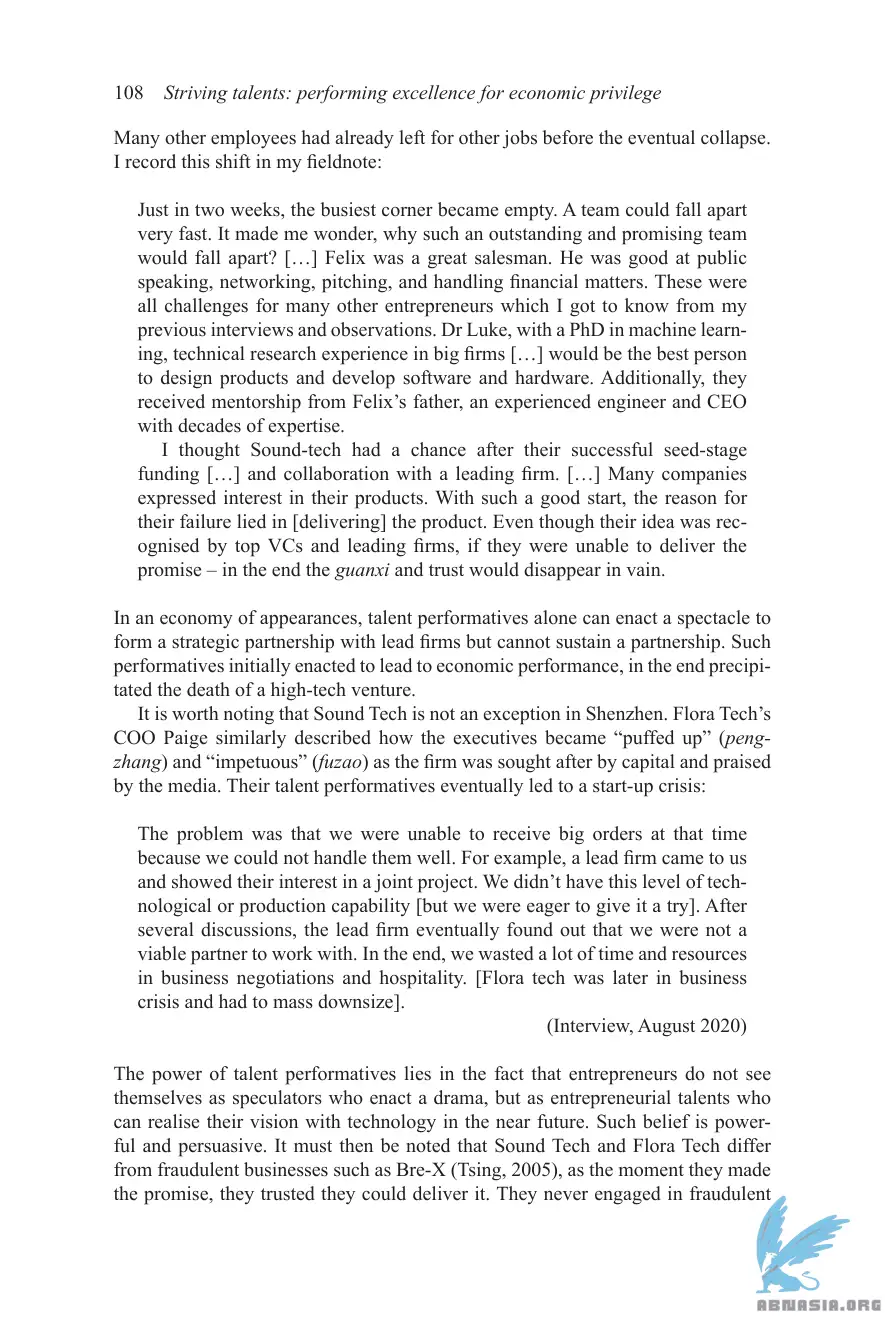 108 Striving talents: performing excellence for economic privilege
Many other employees had already left for other jobs before the eventual collapse.
I record this shift in my fieldnote:
Just in two weeks, the busiest corner became empty. A team could fall apart
very fast. It made me wonder, why such an outstanding and promising team
would fall apart? […] Felix was a great salesman. He was good at public
speaking, networking, pitching, and handling financial matters. These were
all challenges for many other entrepreneurs which I got to know from my
previous interviews and observations. Dr Luke, with a PhD in machine learn-
ing, technical research experience in big firms […] would be the best person
to design products and develop software and hardware. Additionally, they
received mentorship from Felix’s father, an experienced engineer and CEO
with decades of expertise.
I thought Sound-tech had a chance after their successful seed-stage
funding […] and collaboration with a leading firm. […] Many companies
expressed interest in their products. With such a good start, the reason for
their failure lied in [delivering] the product. Even though their idea was rec-
ognised by top VCs and leading firms, if they were unable to deliver the
promise – in the end the guanxi and trust would disappear in vain.
In an economy of appearances, talent performatives alone can enact a spectacle to
form a strategic partnership with lead firms but cannot sustain a partnership. Such
performatives initially enacted to lead to economic performance, in the end precipi-
tated the death of a high-tech venture.
It is worth noting that Sound Tech is not an exception in Shenzhen. Flora Tech’s
COO Paige similarly described how the executives became “puffed up” (peng-
zhang) and “impetuous” (fuzao) as the firm was sought after by capital and praised
by the media. Their talent performatives eventually led to a start-up crisis:
The problem was that we were unable to receive big orders at that time
because we could not handle them well. For example, a lead firm came to us
and showed their interest in a joint project. We didn’t have this level of tech-
nological or production capability [but we were eager to give it a try]. After
several discussions, the lead firm eventually found out that we were not a
viable partner to work with. In the end, we wasted a lot of time and resources
in business negotiations and hospitality. [Flora tech was later in business
crisis and had to mass downsize].
(Interview, August 2020)
The power of talent performatives lies in the fact that entrepreneurs do not see
themselves as speculators who enact a drama, but as entrepreneurial talents who
can realise their vision with technology in the near future. Such belief is power-
ful and persuasive. It must then be noted that Sound Tech and Flora Tech differ
from fraudulent businesses such as Bre-X (Tsing, 2005), as the moment they made
the promise, they trusted they could deliver it. They never engaged in fraudulent
ABNASIA.ORG